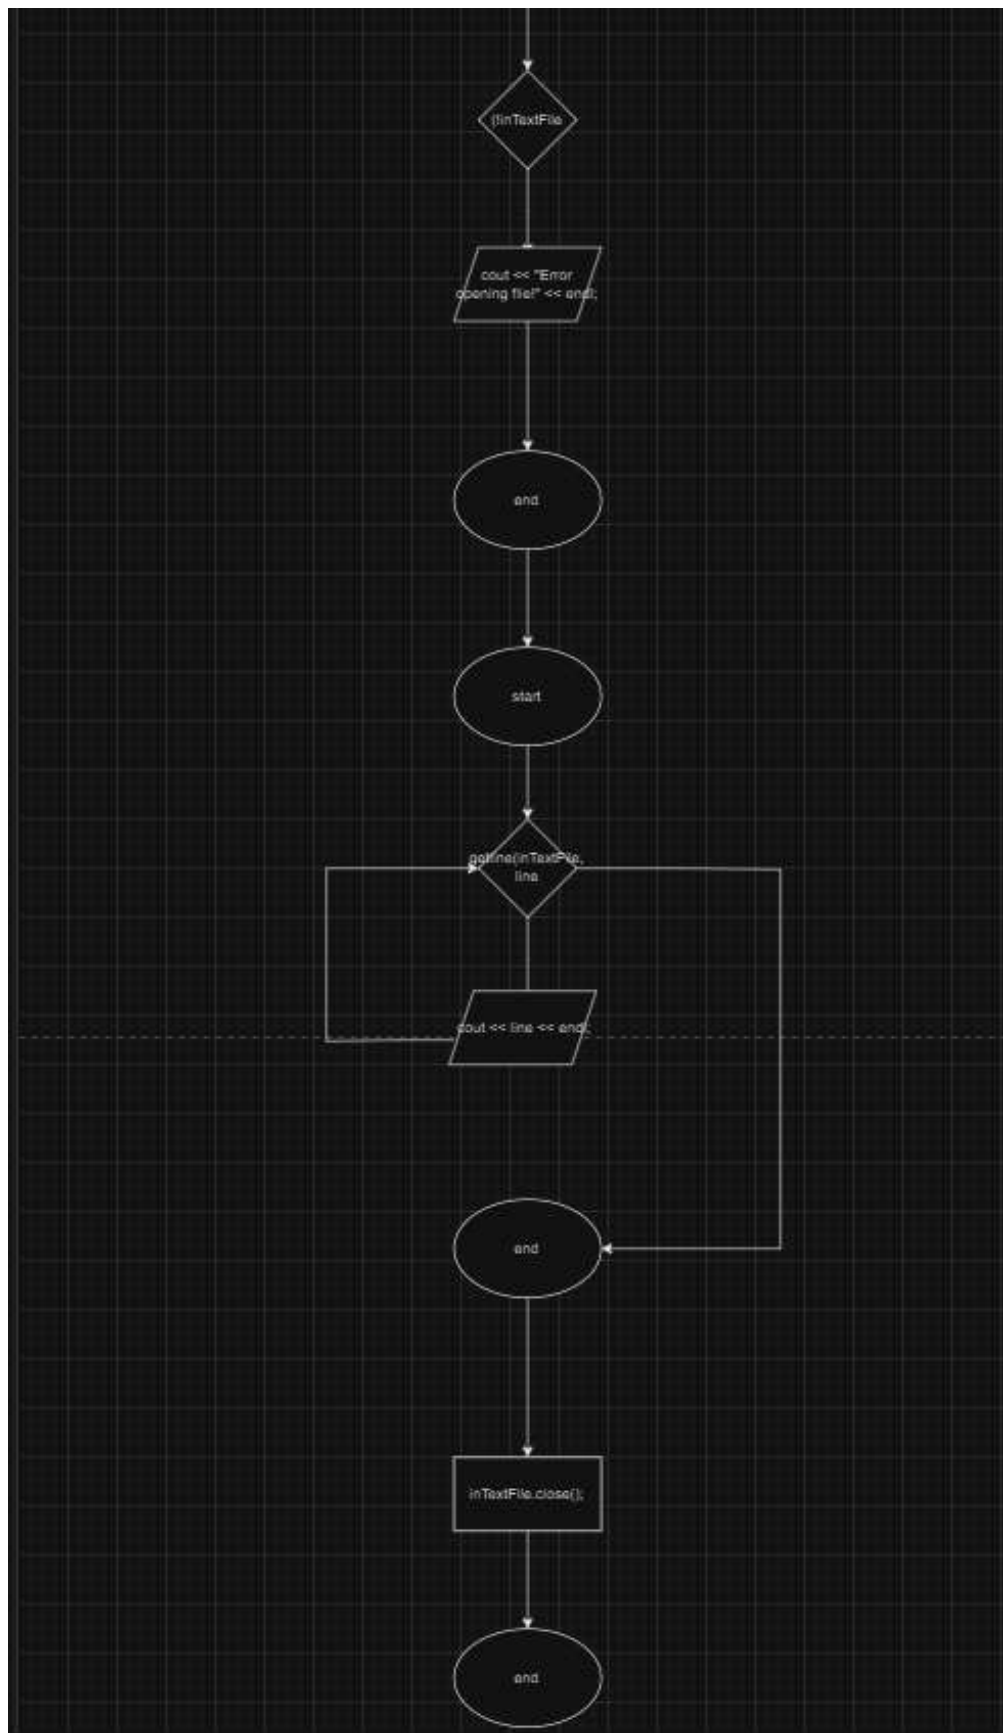 (!inTextFile
cout << "Error
opening file!" << endl;
end
start
getline(inTextFile,
line
cout << line << endl;
end
inTextFile.close();
end